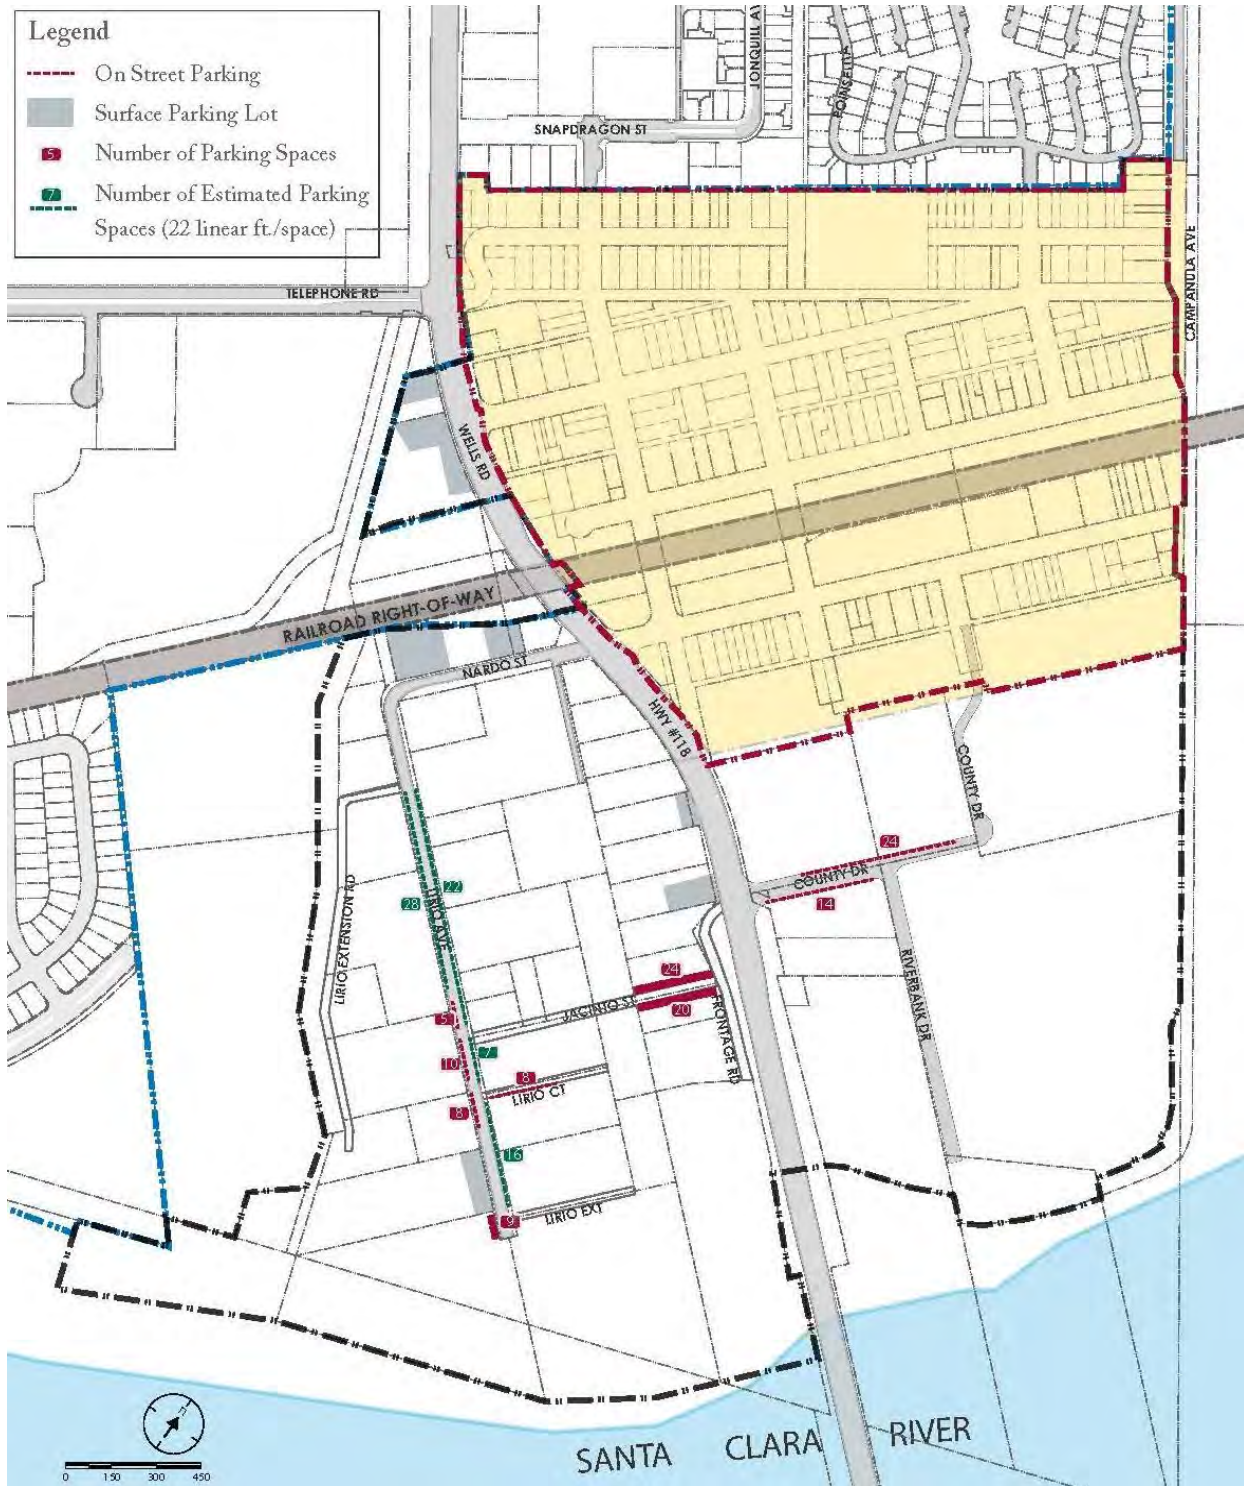 Legend
On Street Parking
Surface Parking Lot
5 Number of Parking Spaces
7 Number of Estimated Parking
Spaces (22 linear ft./space)
JONQUIL AV
POINSETTIA
SNAPDRAGON ST
TELEPHONE RD
CAMPANULA AVE
WELLS RD
RAILROAD RIGHT-OF-WAY
NARDO ST
HWY #118
COUNTY DR
24
COUNTY DR
14
22
28
LIRIO AVE
LIRIO EXTENSION RD
RIVERBANK DR
24
JACINTO ST
20
FRONTAGE RD
5
7
10
8
LIRIO CT
8
16
9
LIRIO EXT
n
0 150 300 450
SANTA CLARA RIVER